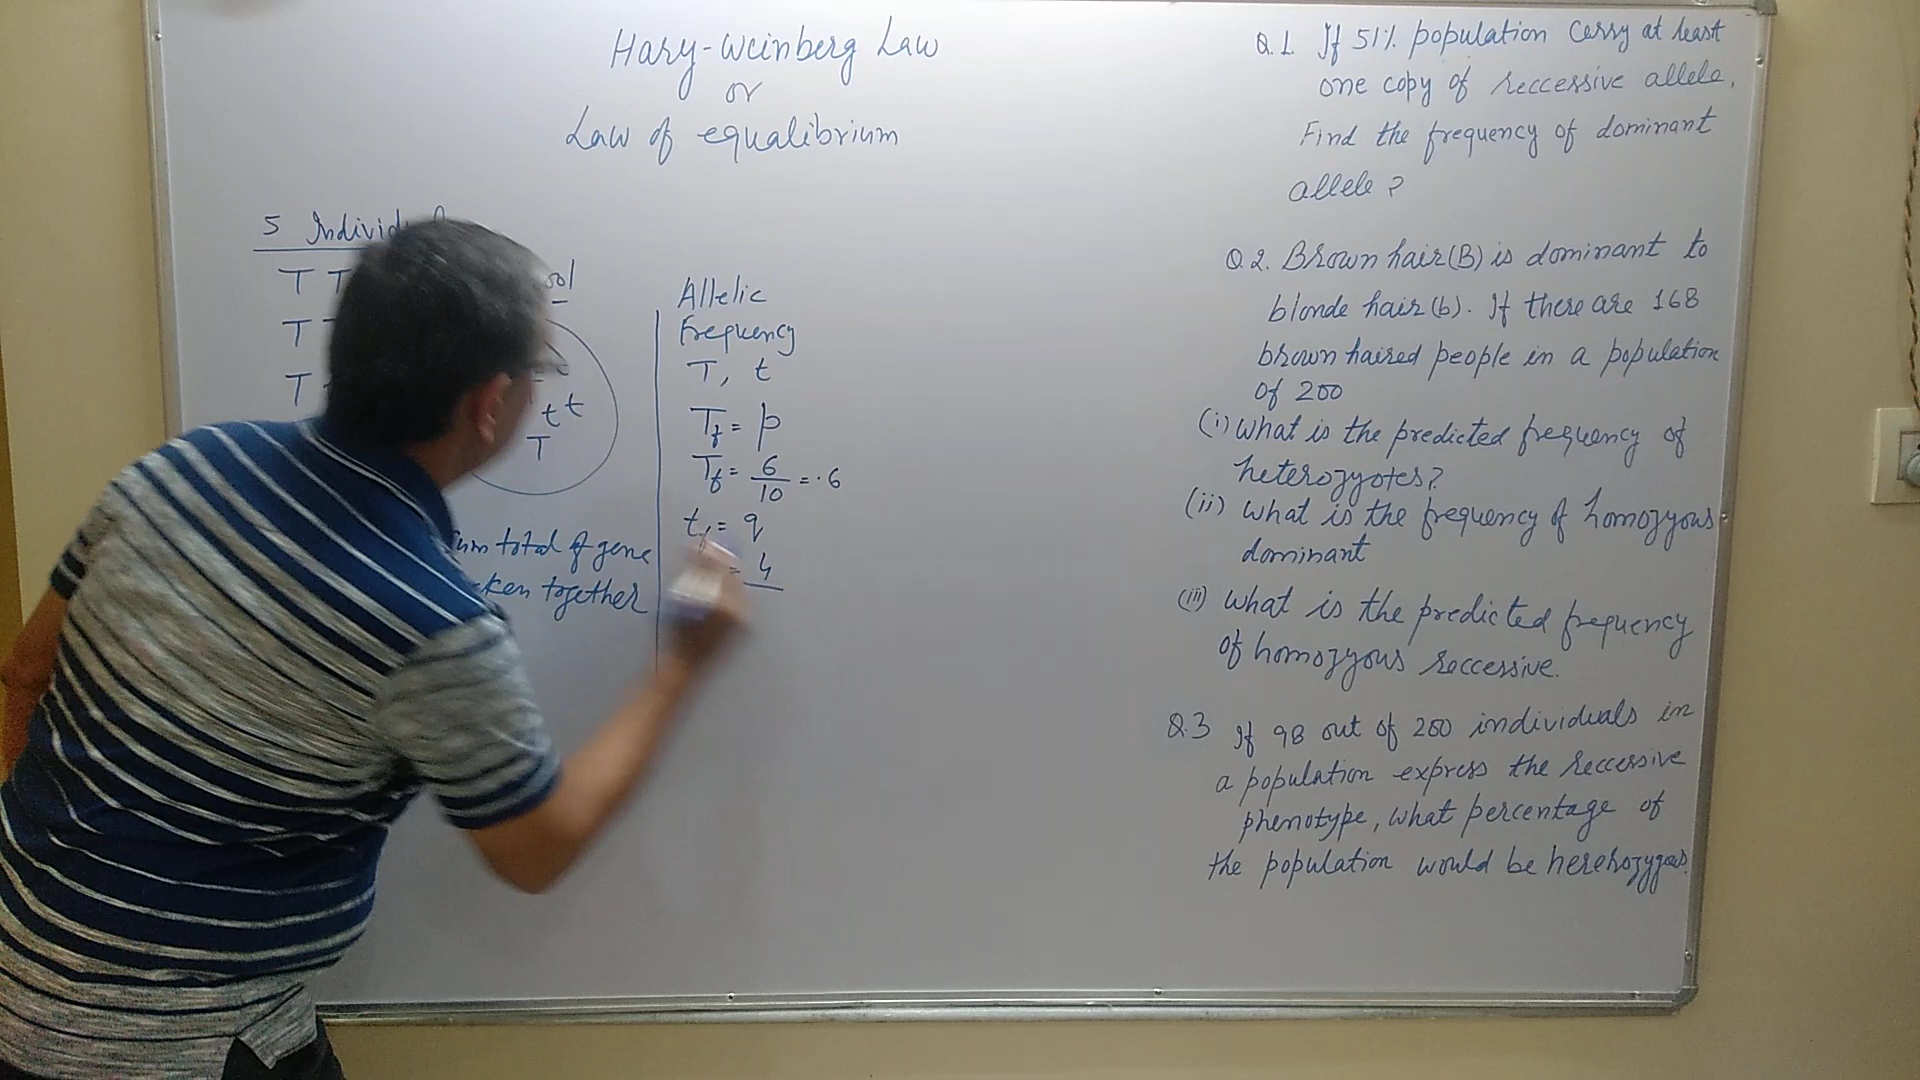 Hary-Weinberg Law
or
Law of equalibrium
5 Individ
T T
T
T
t t
T
um total of gene
ken together
Allelic
frequency
T, t
Tf = p
Tf = 6/10 = .6
tf = q
= 4
Q.1. If 51% population carry at least
one copy of reccessive allele.
Find the frequency of dominant
allele?
Q.2. Brown hair(B) is dominant to
blonde hair(b). If there are 168
brown haired people in a population
of 200
(i) What is the predicted frequency of
heterozyotes?
(ii) What is the frequency of homozyous
dominant
(iii) What is the predicted frequency
of homozyous reccessive.
Q.3 If 98 out of 200 individuals in
a population express the reccessive
phenotype, what percentage of
the population would be herehozygous.